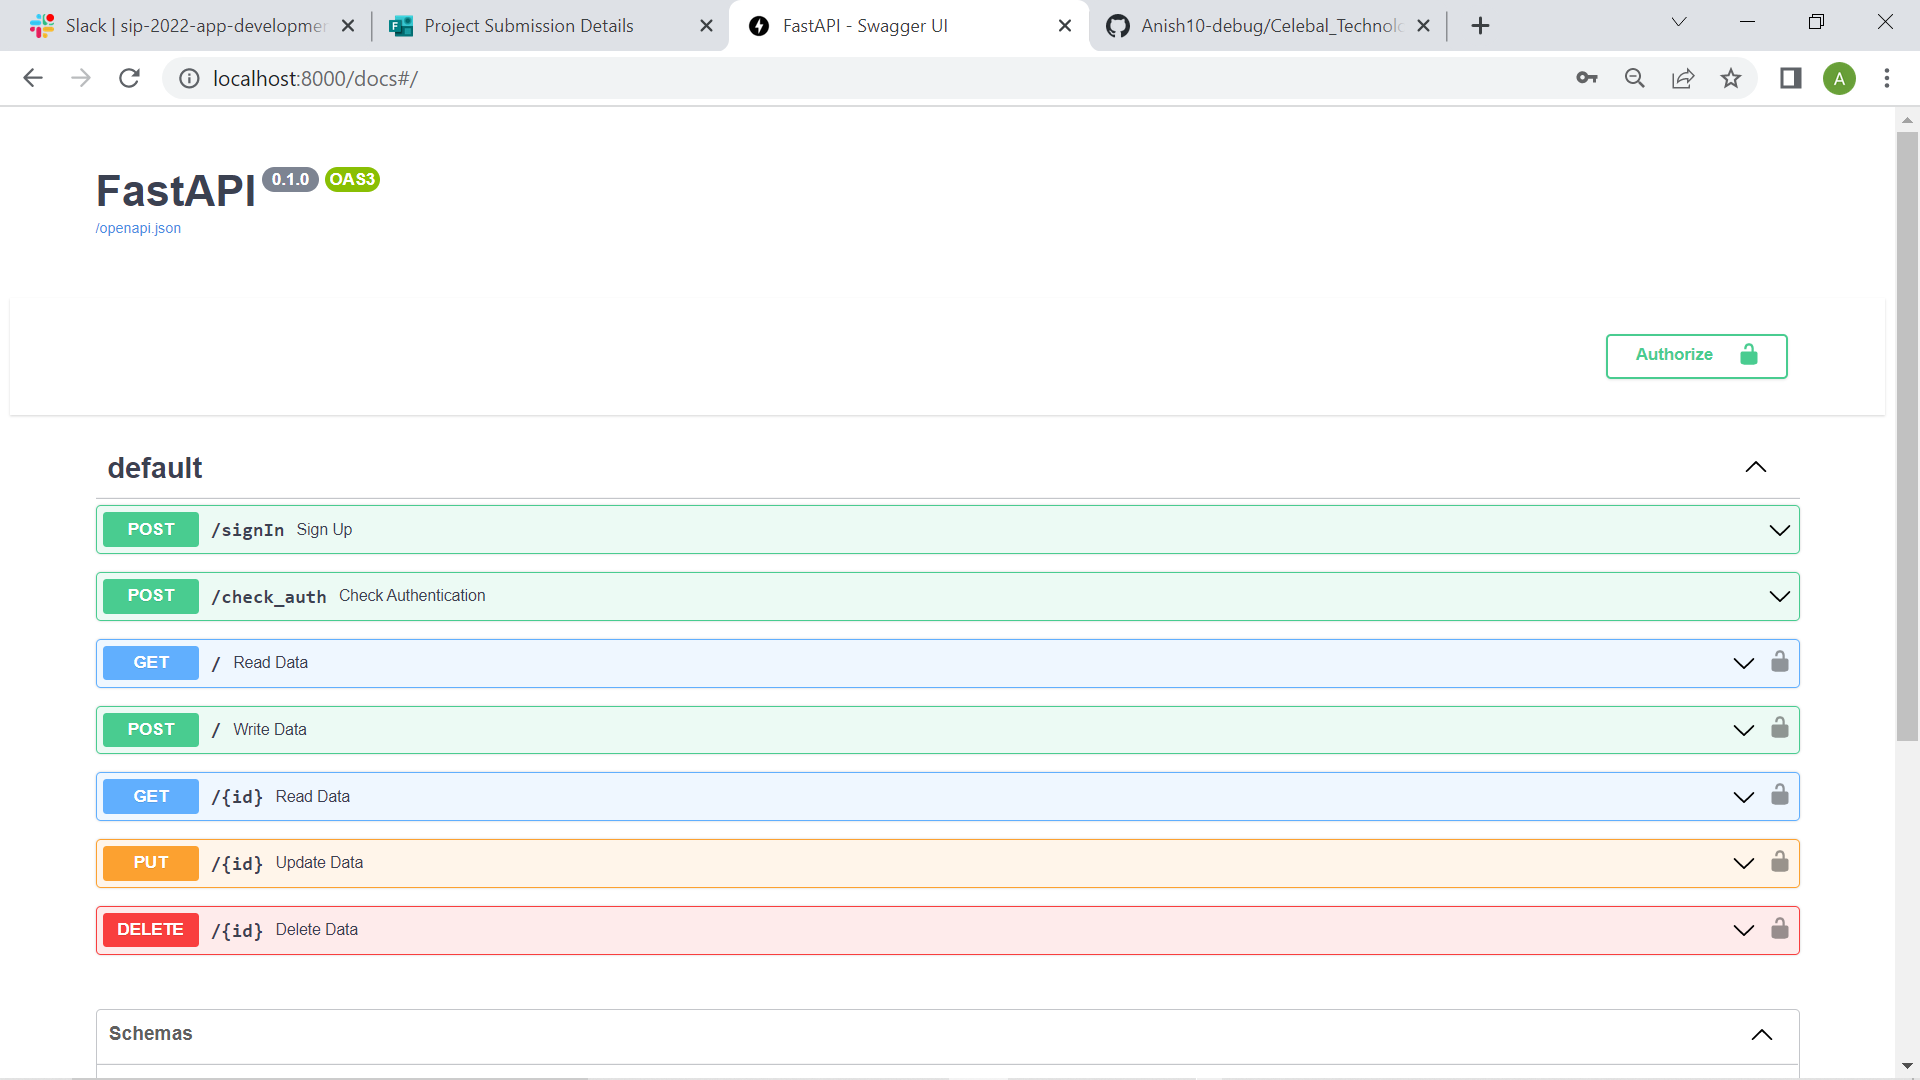 Slack | sip-2022-app-developmer
Project Submission Details
FastAPI - Swagger UI
Anish10-debug/Celebal_Technolo
localhost:8000/docs#/
A
FastAPI 0.1.0 OAS3
/openapi.json
Authorize
default
POST /signIn Sign Up
POST /check_auth Check Authentication
GET / Read Data
POST / Write Data
GET /{id} Read Data
PUT /{id} Update Data
DELETE /{id} Delete Data
Schemas